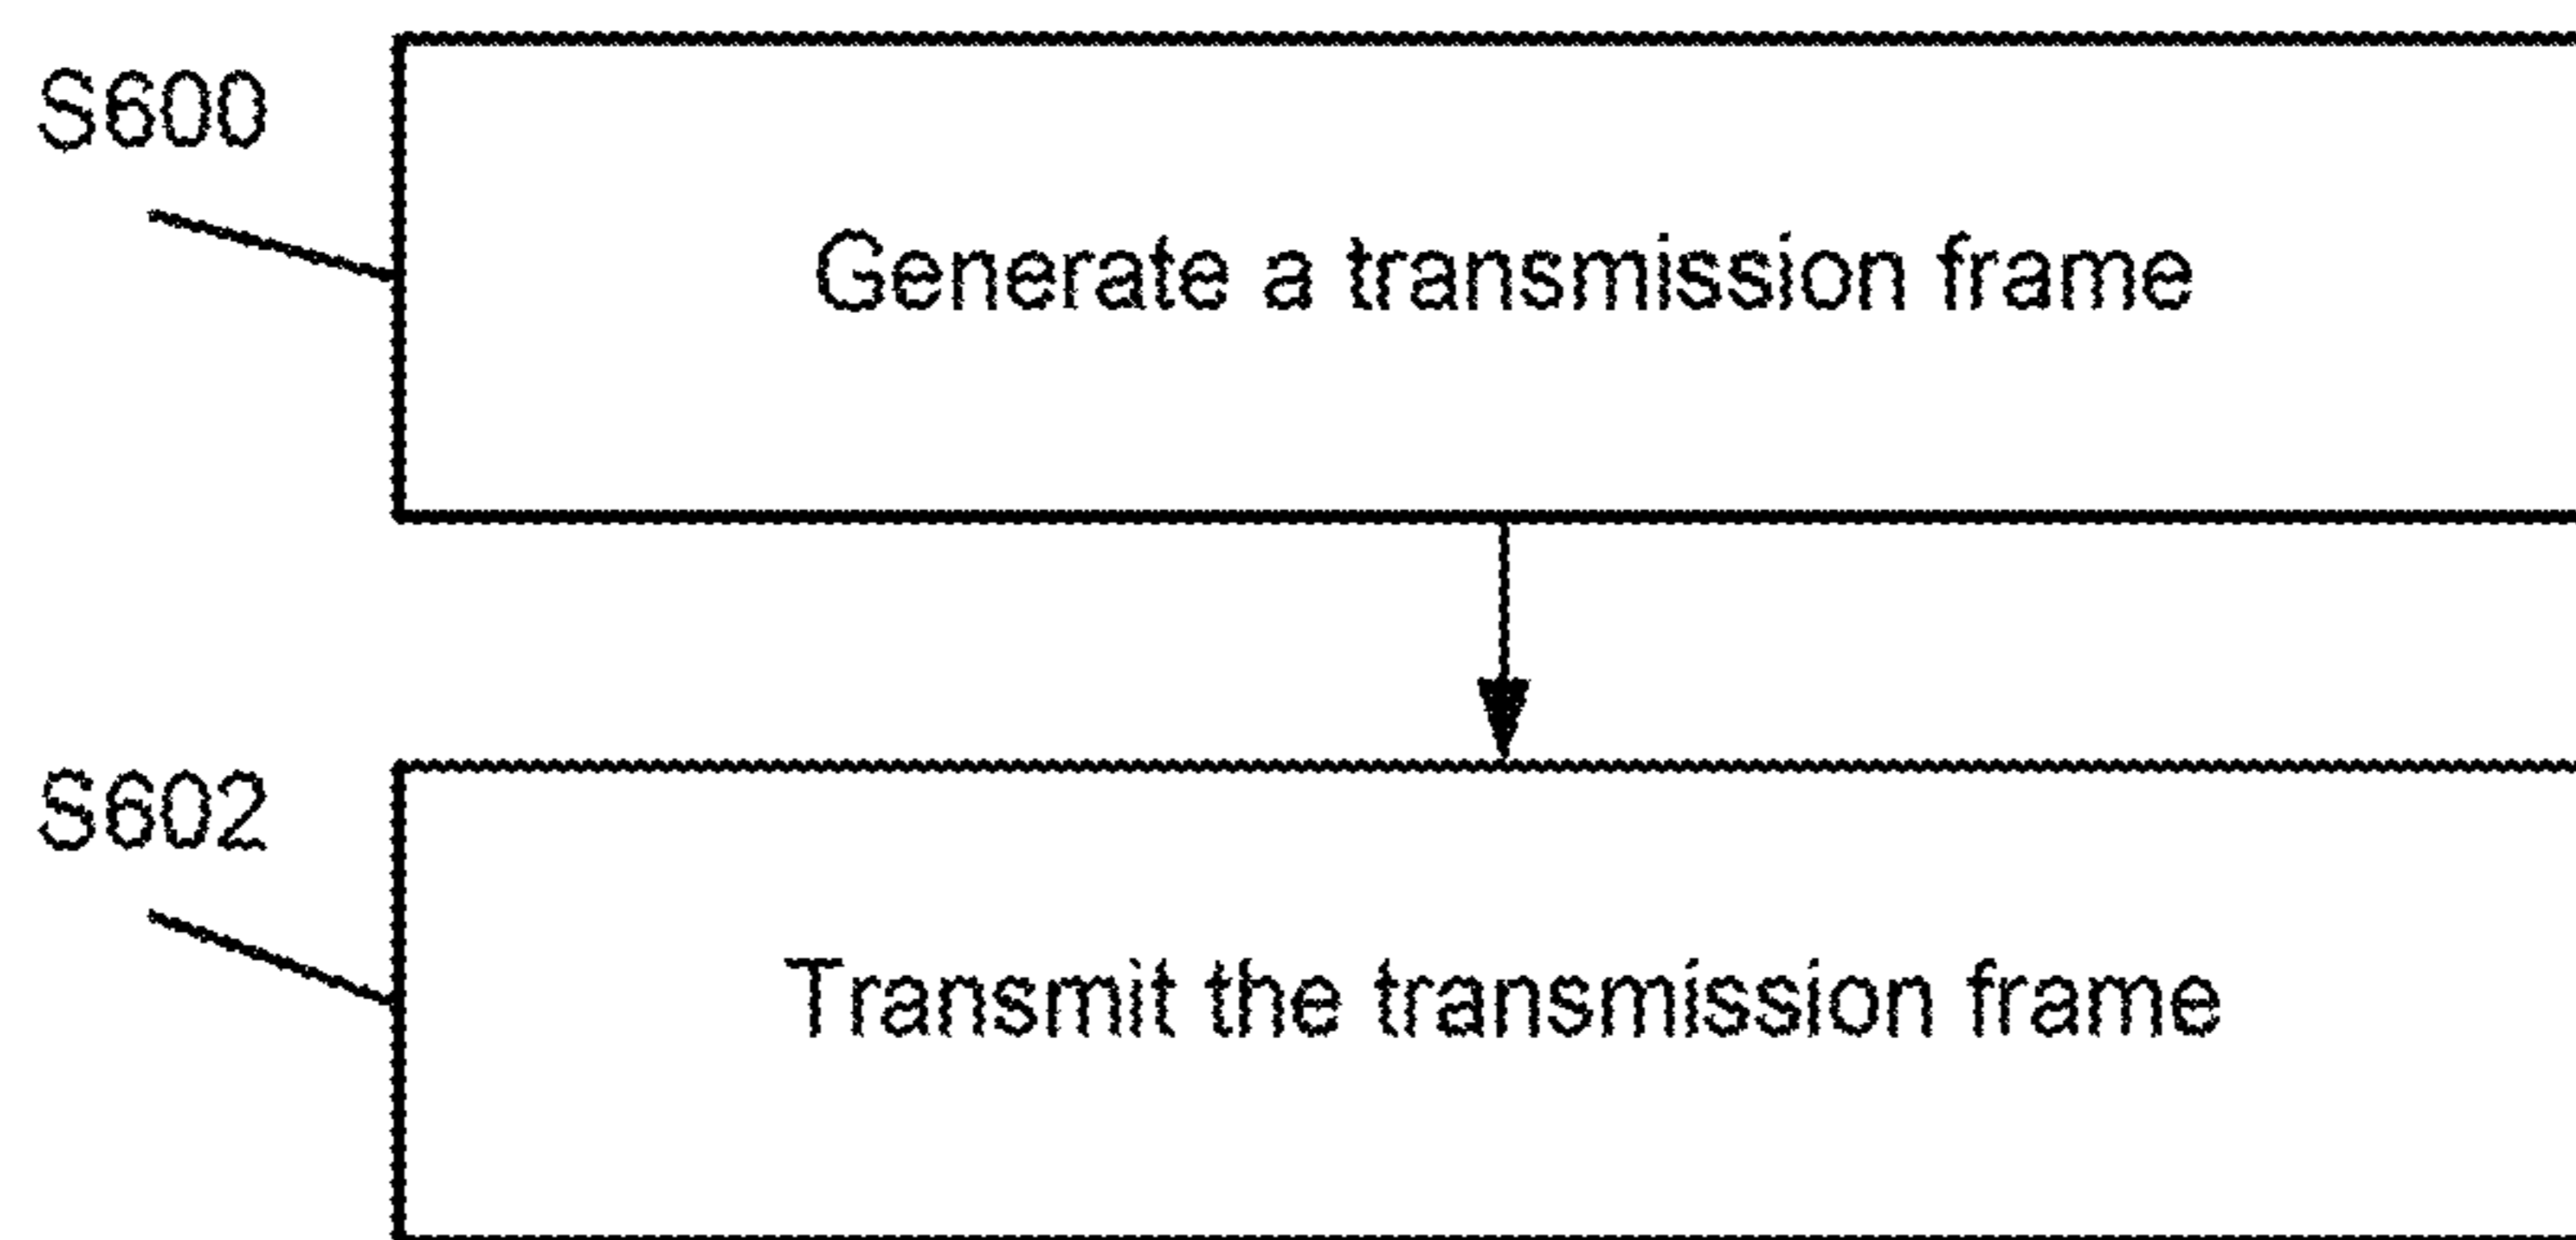 S600
Generate a transmission frame
S602
Transmit the transmission frame